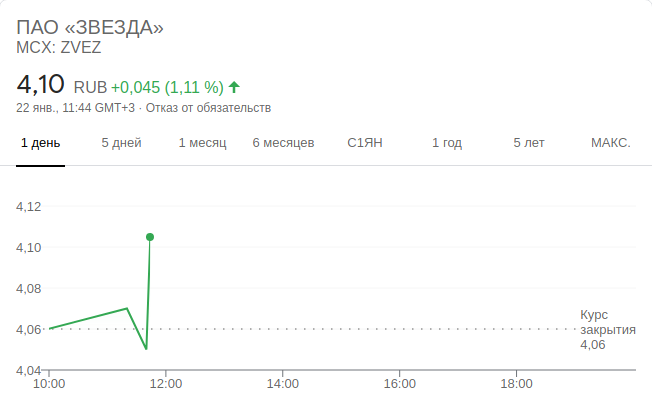 ПАО «ЗВЕЗДА»
MCX: ZVEZ
4,10 RUB +0,045 (1,11 %)
22 янв., 11:44 GMT+3 · Отказ от обязательств
1 день 5 дней 1 месяц 6 месяцев С1ЯН 1 год 5 лет МАКС.
4,12
4,10
4,08
4,06
4,04
Курс
закрытия
4,06
10:00 12:00 14:00 16:00 18:00